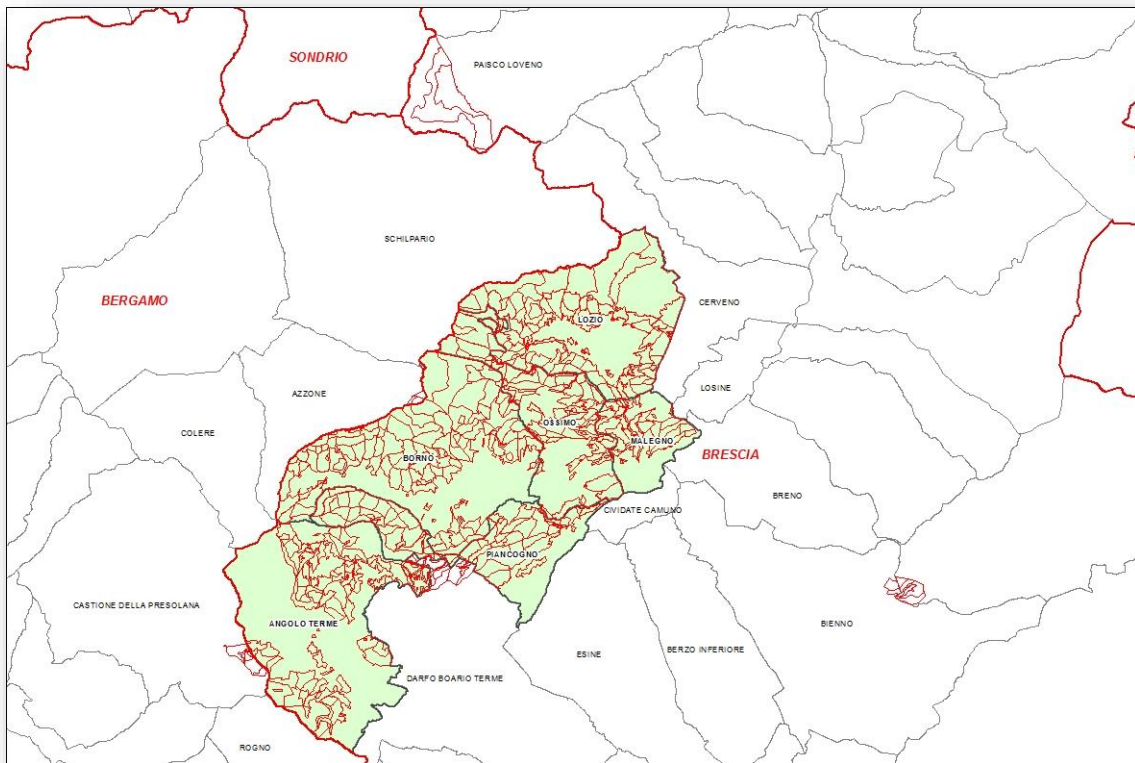 SONDRIO
PAISCO LOVENO
SCHILPARIO
BERGAMO
CERVENO
LOZIO
LOSINE
AZZONE
COLERE
OSSIMO
MALEGNO
BRESCIA
BORNO
BRENO
CIVIDATE CAMUNO
PIANCOGNO
CASTIONE DELLA PRESOLANA
ANGOLO TERME
BIENNO
BERZO INFERIORE
ESINE
DARFO BOARIO TERME
ROGNO